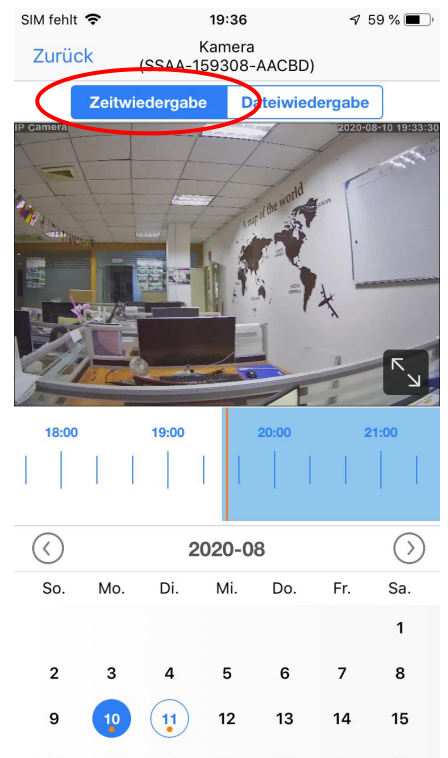 SIM fehlt 19:36 59 %
Zurück
Kamera
(SSAA-159308-AACBD)
Zeitwiedergabe Dateiwiedergabe
IP Camera 2020-08-10 19:33:30
A map of the world
18:00 19:00 20:00 21:00
2020-08
So. Mo. Di. Mi. Do. Fr. Sa.
1
2 3 4 5 6 7 8
9 10 11 12 13 14 15